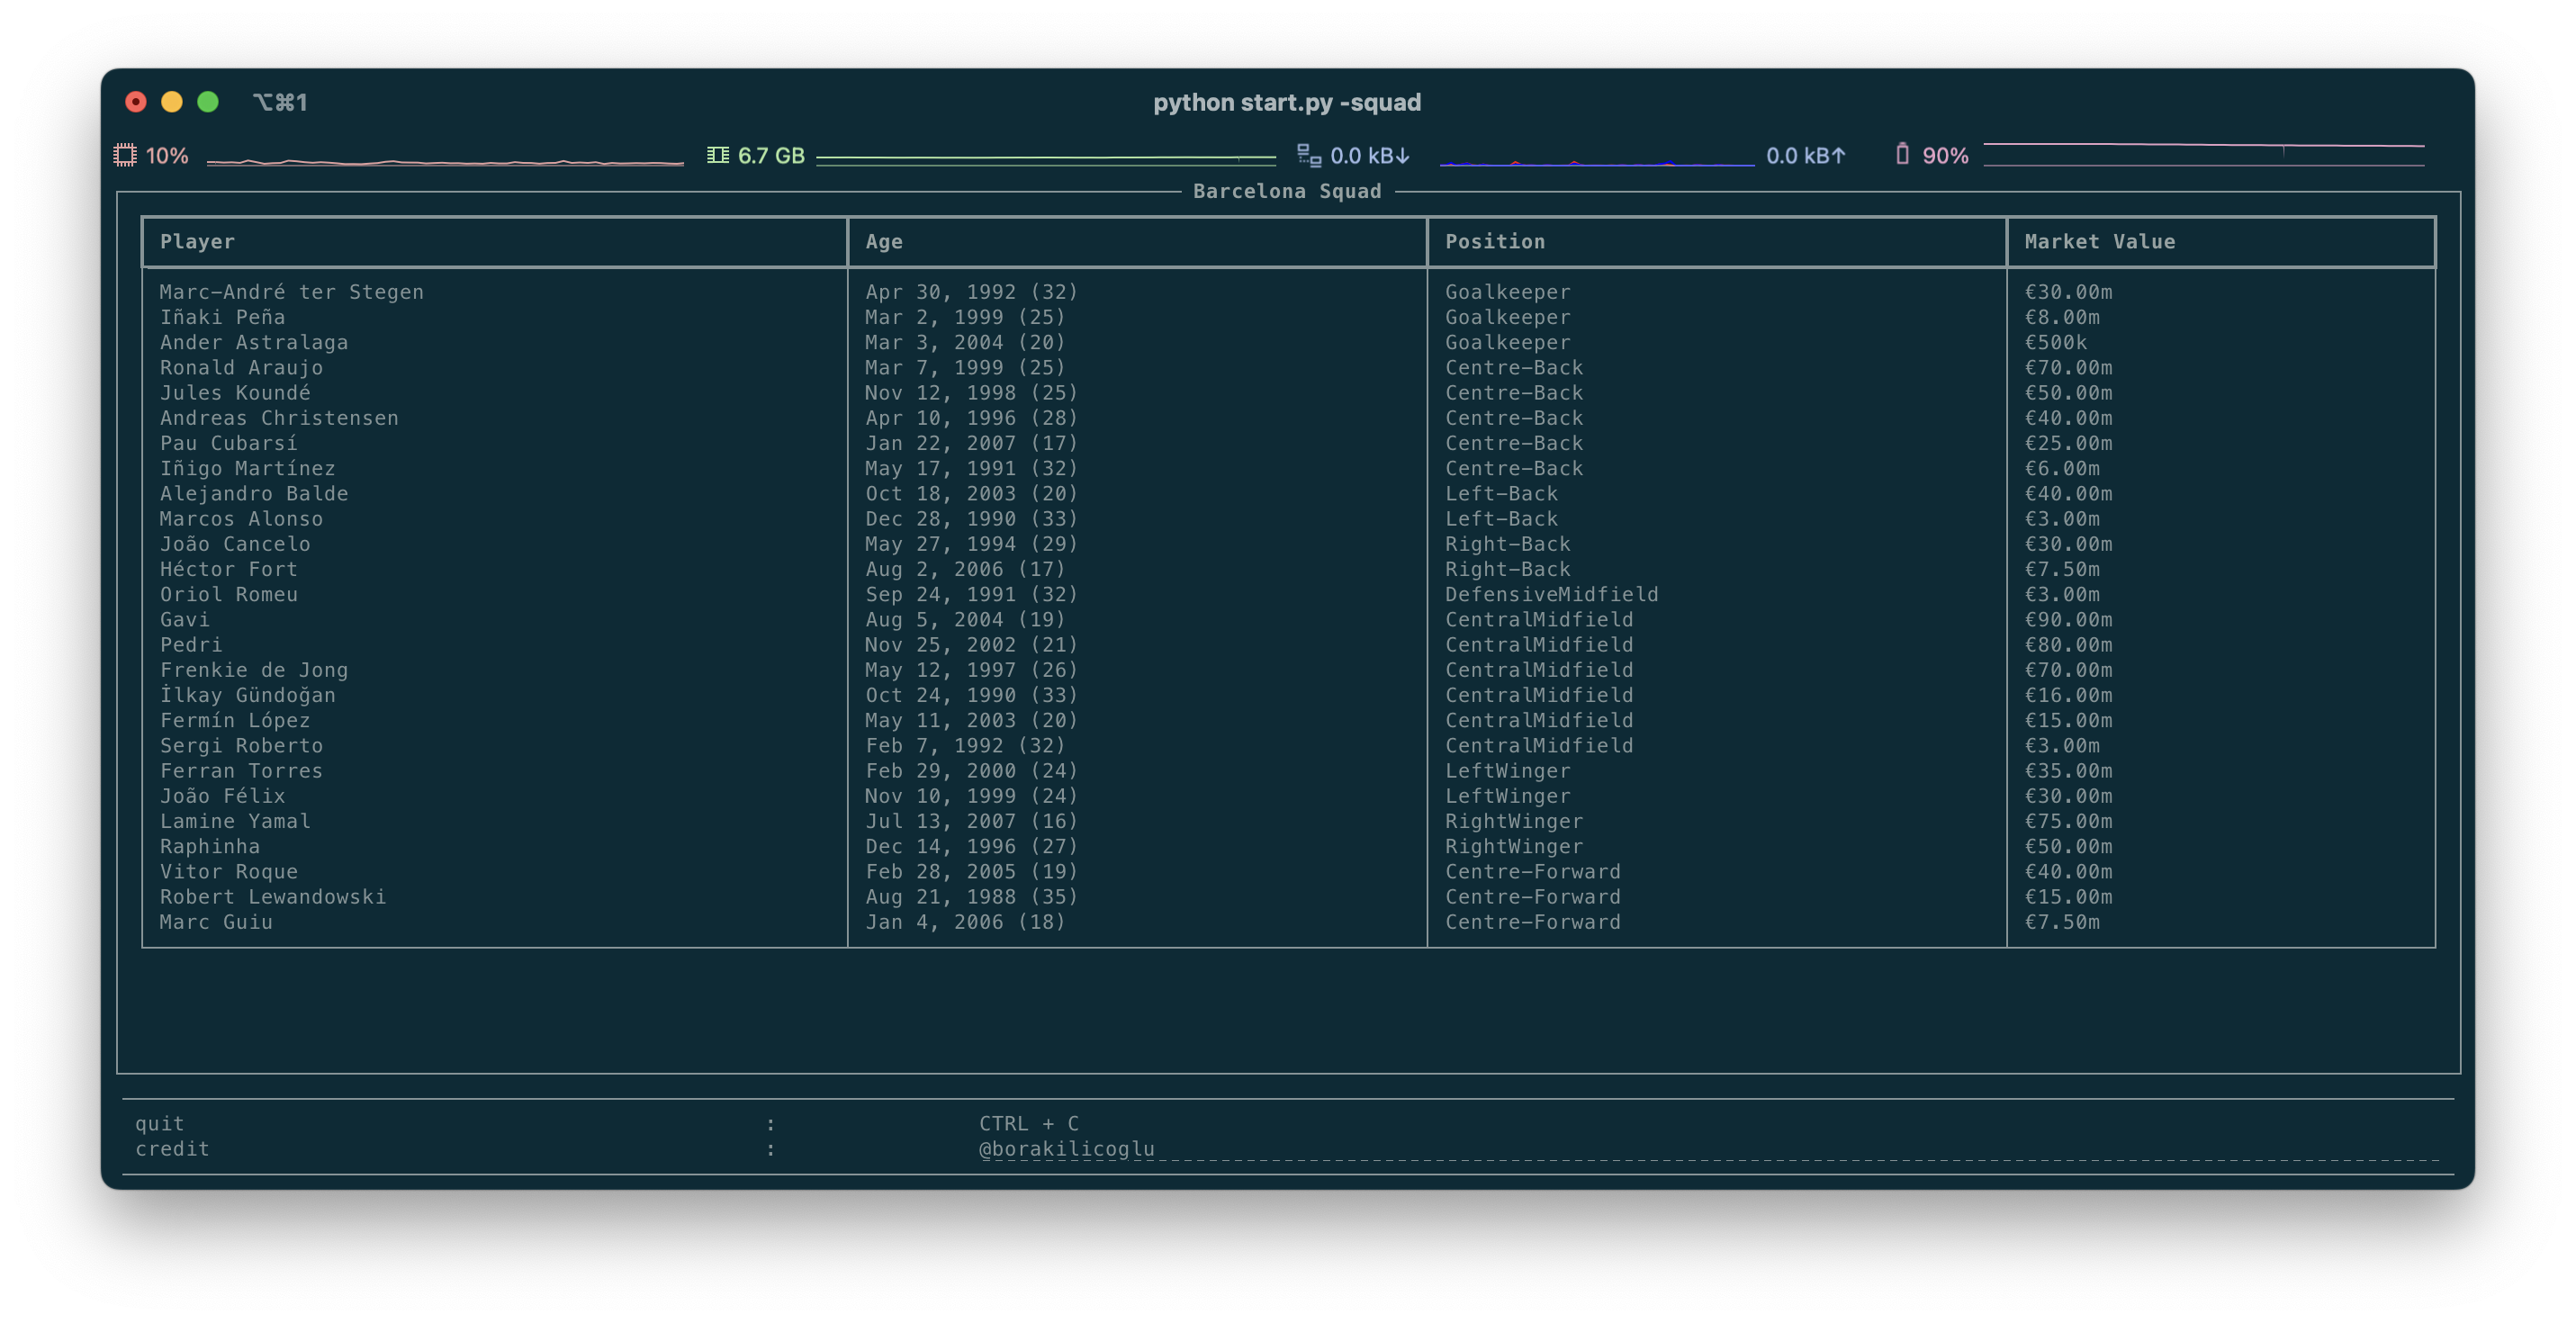 ⌥⌘1 python start.py -squad
10% 6.7 GB 0.0 kB↓ 0.0 kB↑ 90%
Barcelona Squad
Player Age Position Market Value
Marc-André ter Stegen Apr 30, 1992 (32) Goalkeeper €30.00m
Iñaki Peña Mar 2, 1999 (25) Goalkeeper €8.00m
Ander Astralaga Mar 3, 2004 (20) Goalkeeper €500k
Ronald Araujo Mar 7, 1999 (25) Centre-Back €70.00m
Jules Koundé Nov 12, 1998 (25) Centre-Back €50.00m
Andreas Christensen Apr 10, 1996 (28) Centre-Back €40.00m
Pau Cubarsí Jan 22, 2007 (17) Centre-Back €25.00m
Iñigo Martínez May 17, 1991 (32) Centre-Back €6.00m
Alejandro Balde Oct 18, 2003 (20) Left-Back €40.00m
Marcos Alonso Dec 28, 1990 (33) Left-Back €3.00m
João Cancelo May 27, 1994 (29) Right-Back €30.00m
Héctor Fort Aug 2, 2006 (17) Right-Back €7.50m
Oriol Romeu Sep 24, 1991 (32) DefensiveMidfield €3.00m
Gavi Aug 5, 2004 (19) CentralMidfield €90.00m
Pedri Nov 25, 2002 (21) CentralMidfield €80.00m
Frenkie de Jong May 12, 1997 (26) CentralMidfield €70.00m
İlkay Gündoğan Oct 24, 1990 (33) CentralMidfield €16.00m
Fermín López May 11, 2003 (20) CentralMidfield €15.00m
Sergi Roberto Feb 7, 1992 (32) CentralMidfield €3.00m
Ferran Torres Feb 29, 2000 (24) LeftWinger €35.00m
João Félix Nov 10, 1999 (24) LeftWinger €30.00m
Lamine Yamal Jul 13, 2007 (16) RightWinger €75.00m
Raphinha Dec 14, 1996 (27) RightWinger €50.00m
Vitor Roque Feb 28, 2005 (19) Centre-Forward €40.00m
Robert Lewandowski Aug 21, 1988 (35) Centre-Forward €15.00m
Marc Guiu Jan 4, 2006 (18) Centre-Forward €7.50m
quit : CTRL + C
credit : @borakilicoglu